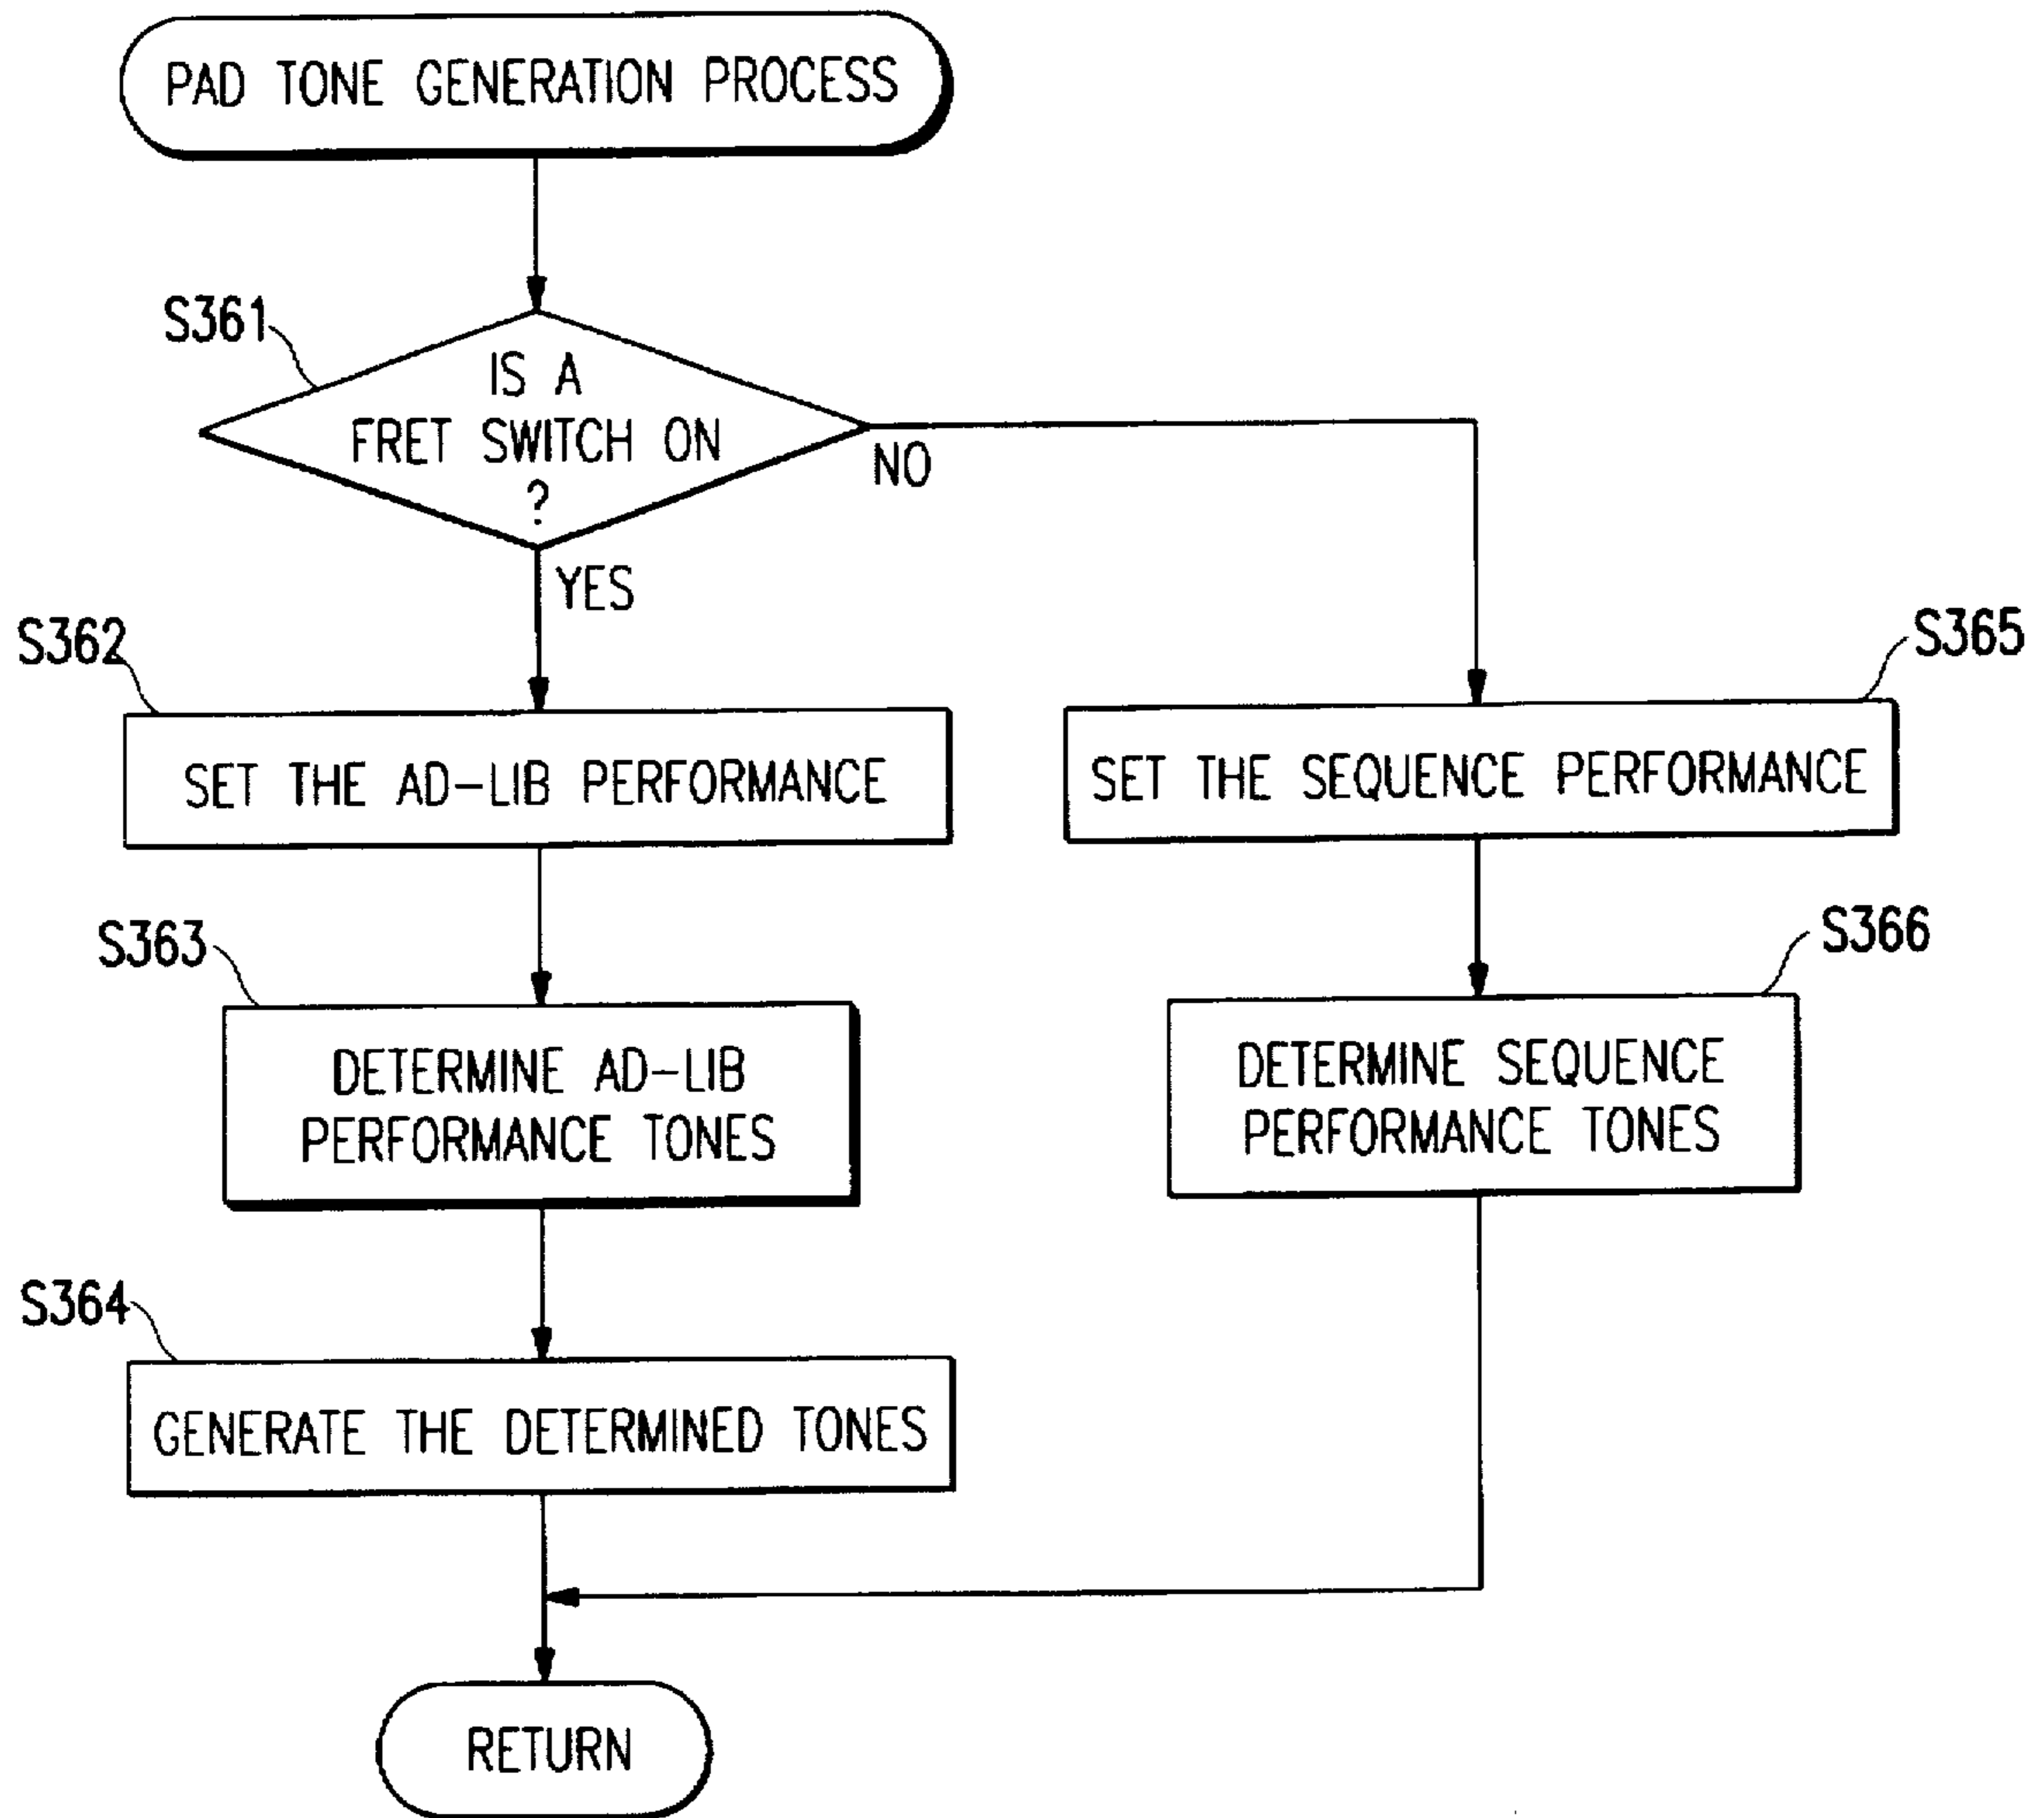 PAD TONE GENERATION PROCESS
S361
IS A
FRET SWITCH ON
?
NO
YES
S362
SET THE AD-LIB PERFORMANCE
S365
SET THE SEQUENCE PERFORMANCE
S363
DETERMINE AD-LIB
PERFORMANCE TONES
S366
DETERMINE SEQUENCE
PERFORMANCE TONES
S364
GENERATE THE DETERMINED TONES
RETURN